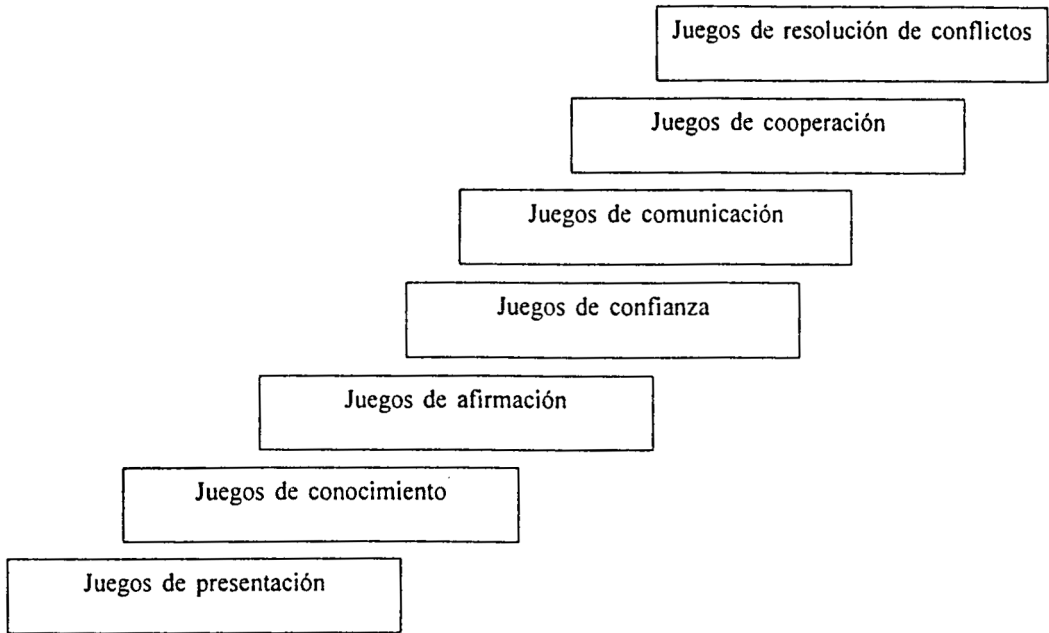 Juegos de resolución de conflictos
Juegos de cooperación
Juegos de comunicación
Juegos de confianza
Juegos de afirmación
Juegos de conocimiento
Juegos de presentación